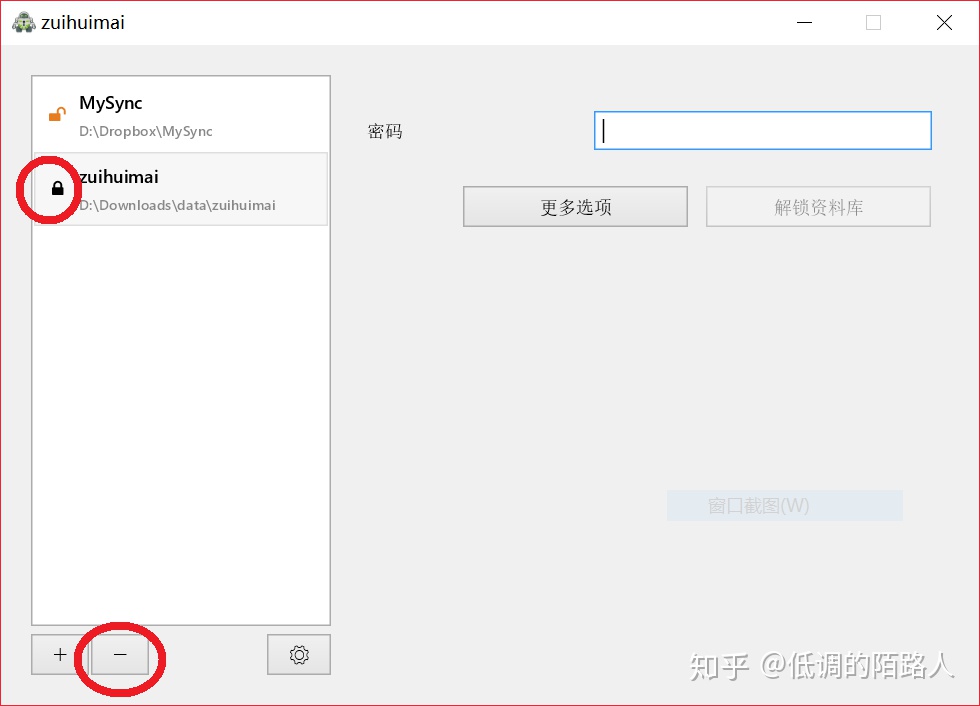 zuihuimai
MySync
D:\Dropbox\MySync
zuihuimai
D:\Downloads\data\zuihuimai
密码
更多选项
解锁资料库
窗口截图(W)
+
−
知乎 @低调的陌路人